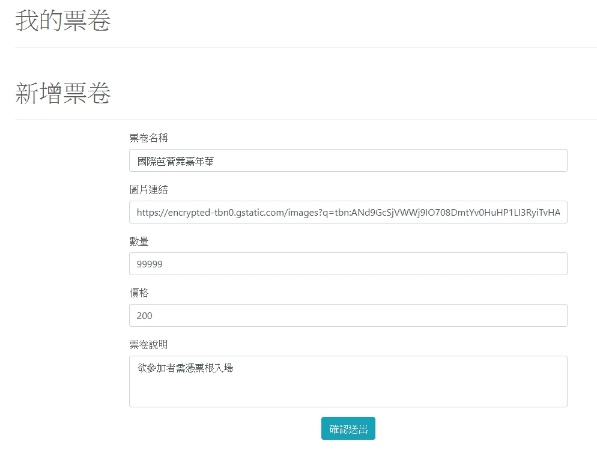 我的票卷
新增票卷
票卷名稱
國際芭蕾舞嘉年華
圖片連結
https://encrypted-tbn0.gstatic.com/images?q=tbn:ANd9GcSjVWWj9IO708DmtYv0HuHP1LI3RyiTvHA
數量
99999
價格
200
票卷說明
欲參加者需憑票根入場
確認送出